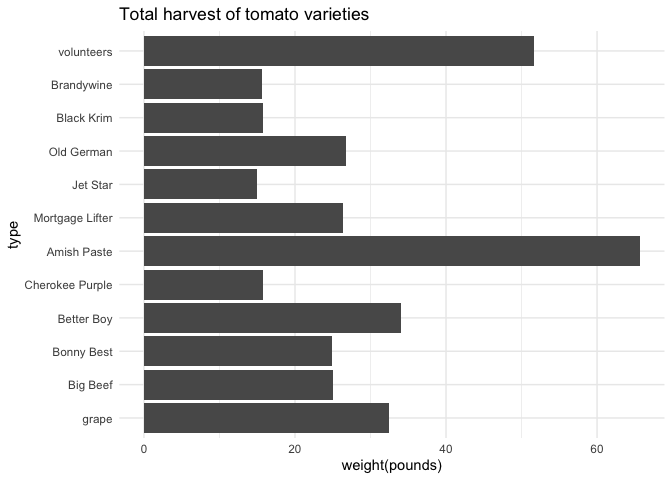 Total harvest of tomato varieties
volunteers
Brandywine
Black Krim
Old German
Jet Star
Mortgage Lifter
Amish Paste
Cherokee Purple
Better Boy
Bonny Best
Big Beef
grape
type
0 20 40 60
weight(pounds)